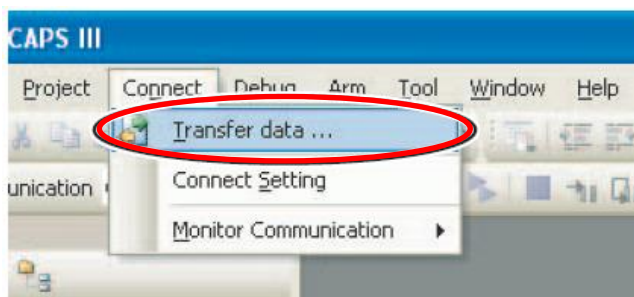 CAPS III
Project Connect Debug Arm Tool Window Help
Transfer data ...
unication
Connect Setting
Monitor Communication